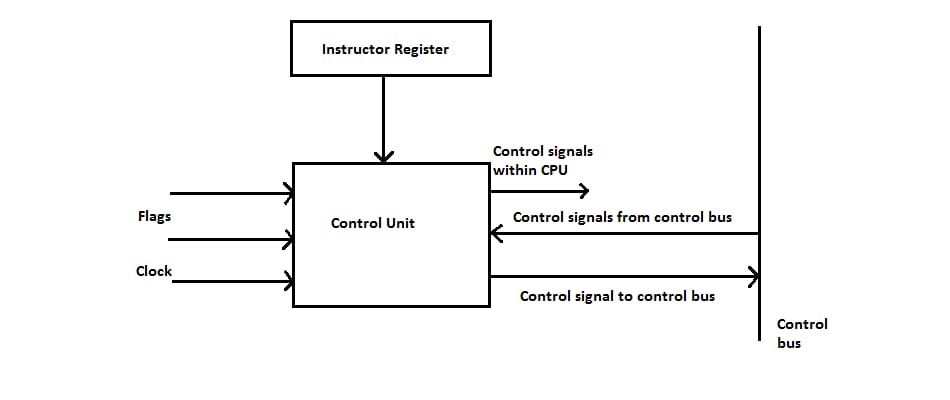 Instructor Register
Control signals
within CPU
Control signals from control bus
Flags
Control Unit
Clock
Control signal to control bus
Control
bus